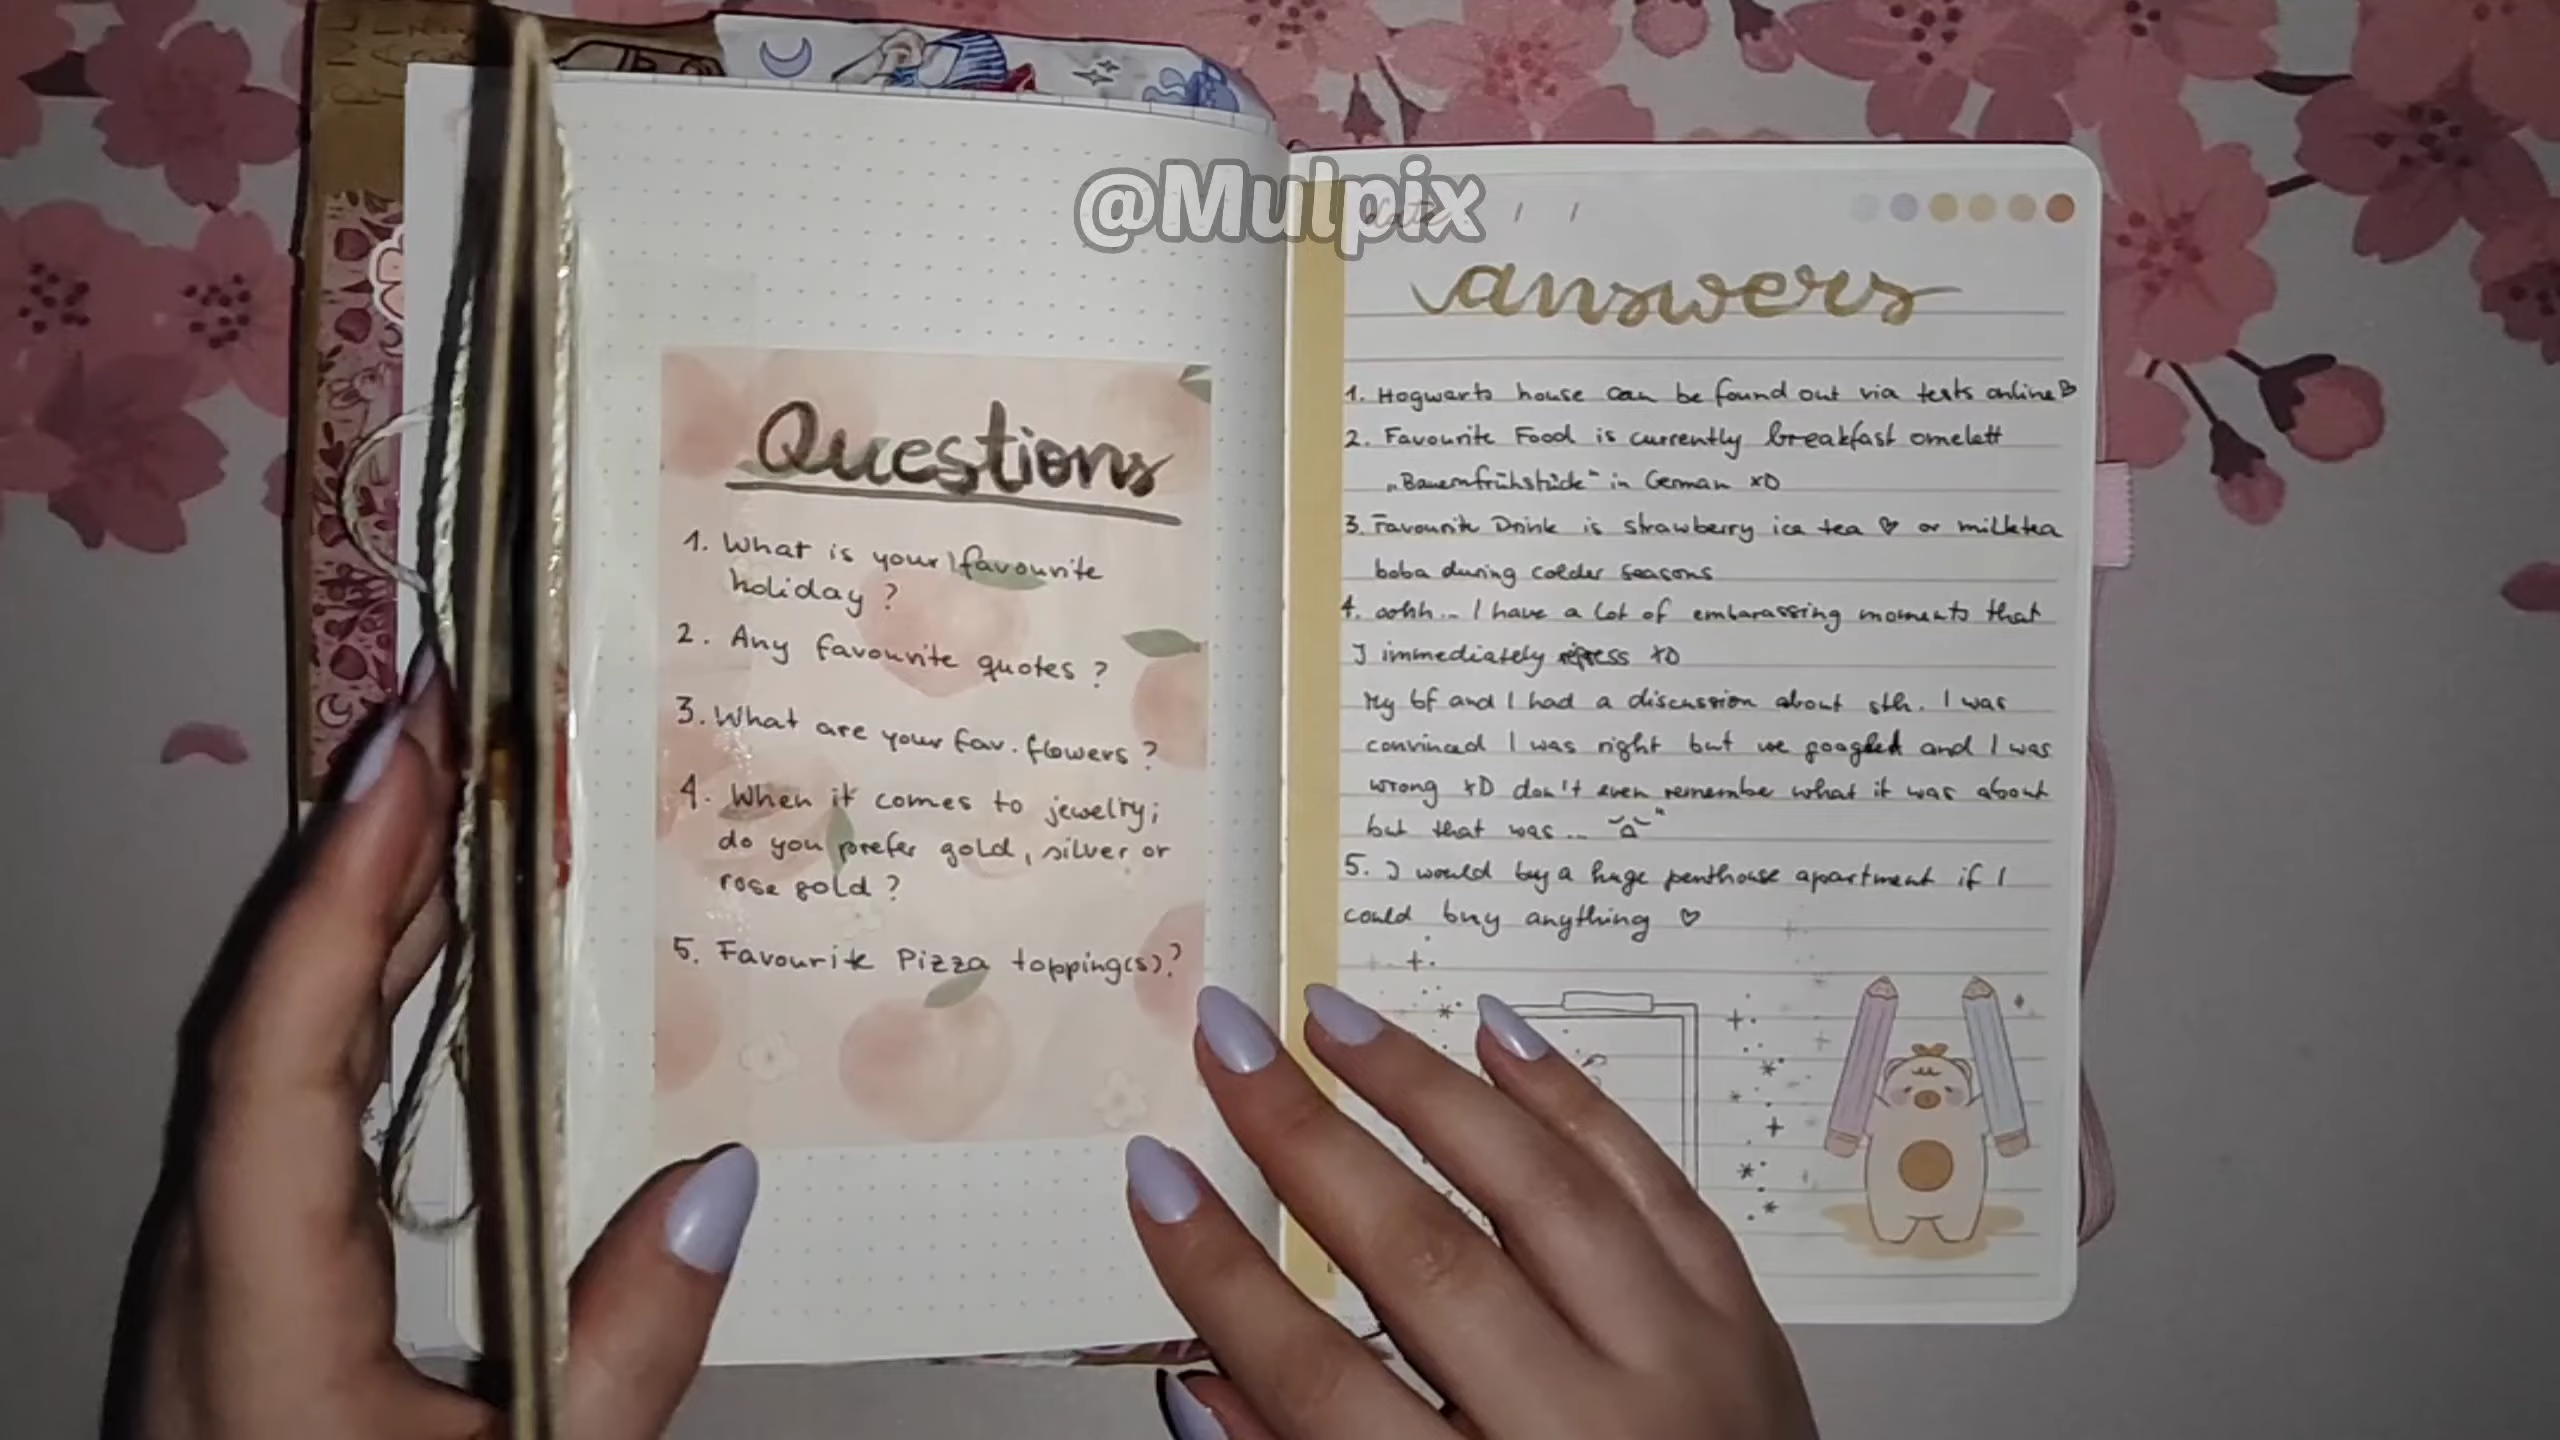 @Mulpix
Questions
1. What is your favourite
holiday ?
2. Any favourite quotes ?
3. What are your fav. flowers ?
4. When it comes to jewelry;
do you prefer gold, silver or
rose gold ?
5. Favourite Pizza topping(s)?
date / /
answers
1. Hogwarts house can be found out via tests online
2. Favourite Food is currently breakfast omelett
„Bauernfrühstück“ in German xD
3. Favourite Drink is strawberry ice tea ♡ or milktea
boba during colder seasons
4. oohh... I have a lot of embarassing moments that
I immediately xD
My bf and I had a discussion about sth. I was
convinced I was right but we googled and I was
wrong xD don't even remember what it was about
but that was...
5. I would buy a huge penthouse apartment if I
could buy anything ♡